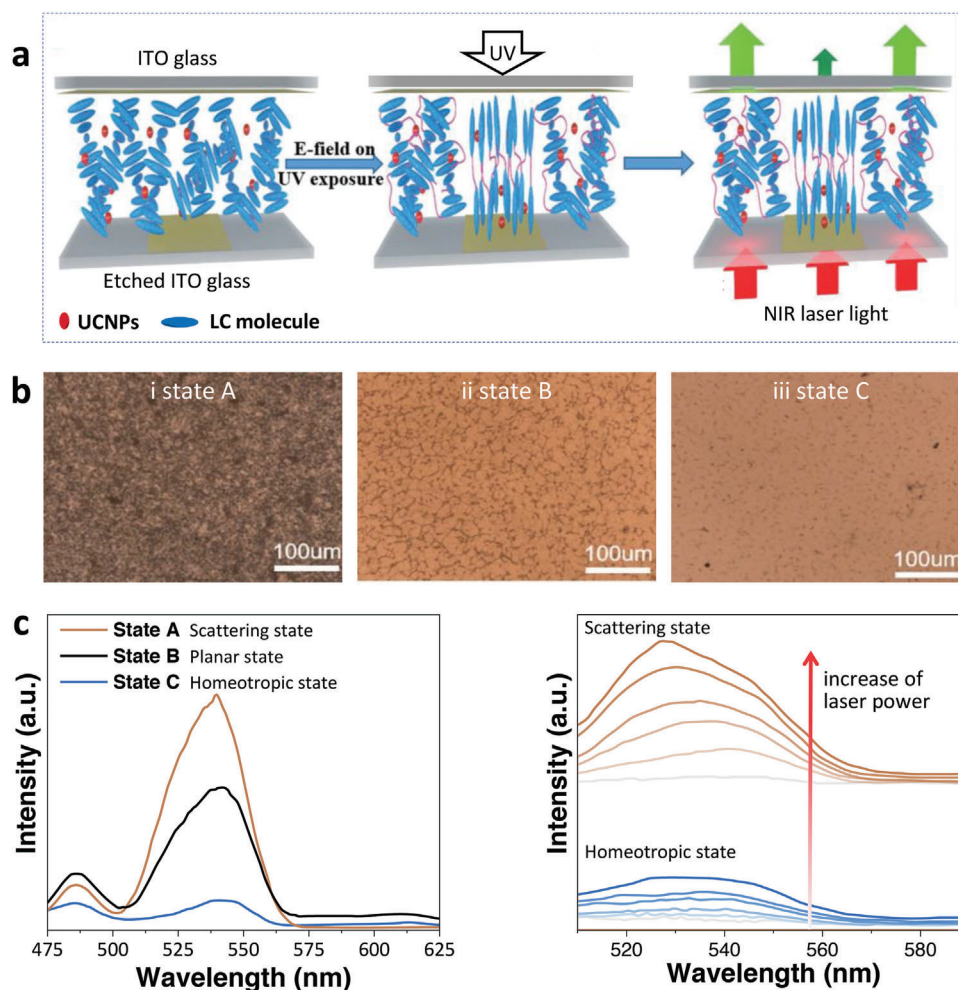 a
ITO glass
UV
E-field on
UV exposure
Etched ITO glass
UCNPs
LC molecule
NIR laser light
b
i state A
ii state B
iii state C
100um
100um
100um
c
State A Scattering state
State B Planar state
State C Homeotropic state
Intensity (a.u.)
475 500 525 550 575 600 625
Wavelength (nm)
Scattering state
increase of
laser power
Homeotropic state
Intensity (a.u.)
520 540 560 580
Wavelength (nm)